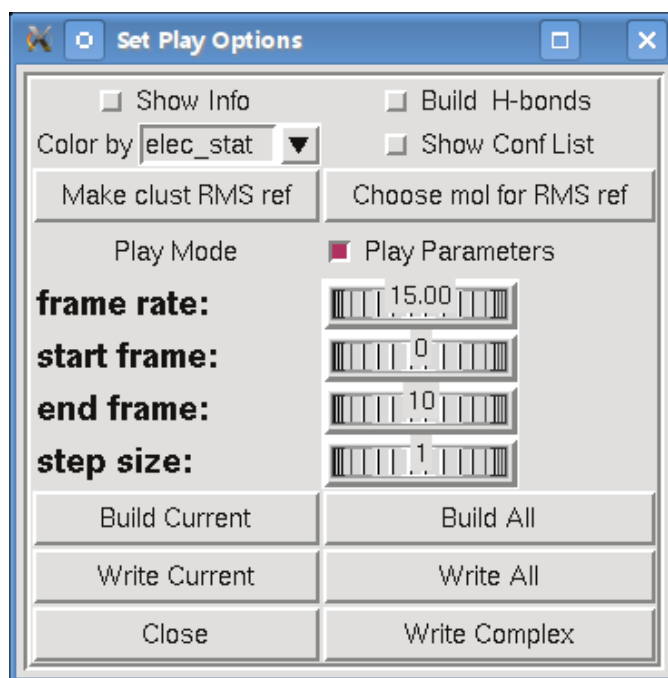 Set Play Options
Show Info Build H-bonds
Color by elec_stat Show Conf List
Make clust RMS ref Choose mol for RMS ref
Play Mode Play Parameters
frame rate: 15.00
start frame: 0
end frame: 10
step size: 1
Build Current Build All
Write Current Write All
Close Write Complex